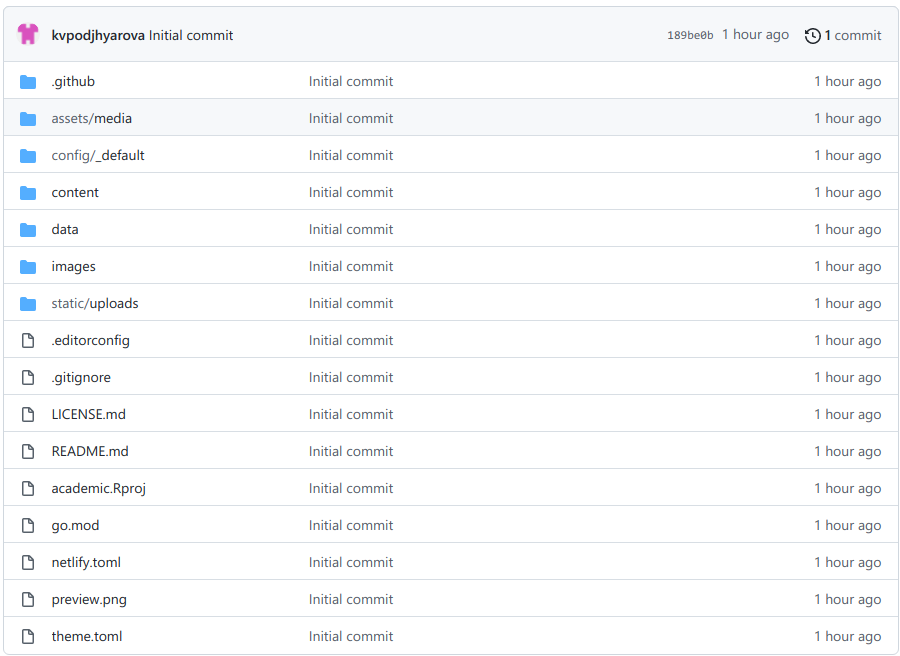 kvpodjhyarova Initial commit 189be0b 1 hour ago 1 commit
.github Initial commit 1 hour ago
assets/media Initial commit 1 hour ago
config/_default Initial commit 1 hour ago
content Initial commit 1 hour ago
data Initial commit 1 hour ago
images Initial commit 1 hour ago
static/uploads Initial commit 1 hour ago
.editorconfig Initial commit 1 hour ago
.gitignore Initial commit 1 hour ago
LICENSE.md Initial commit 1 hour ago
README.md Initial commit 1 hour ago
academic.Rproj Initial commit 1 hour ago
go.mod Initial commit 1 hour ago
netlify.toml Initial commit 1 hour ago
preview.png Initial commit 1 hour ago
theme.toml Initial commit 1 hour ago